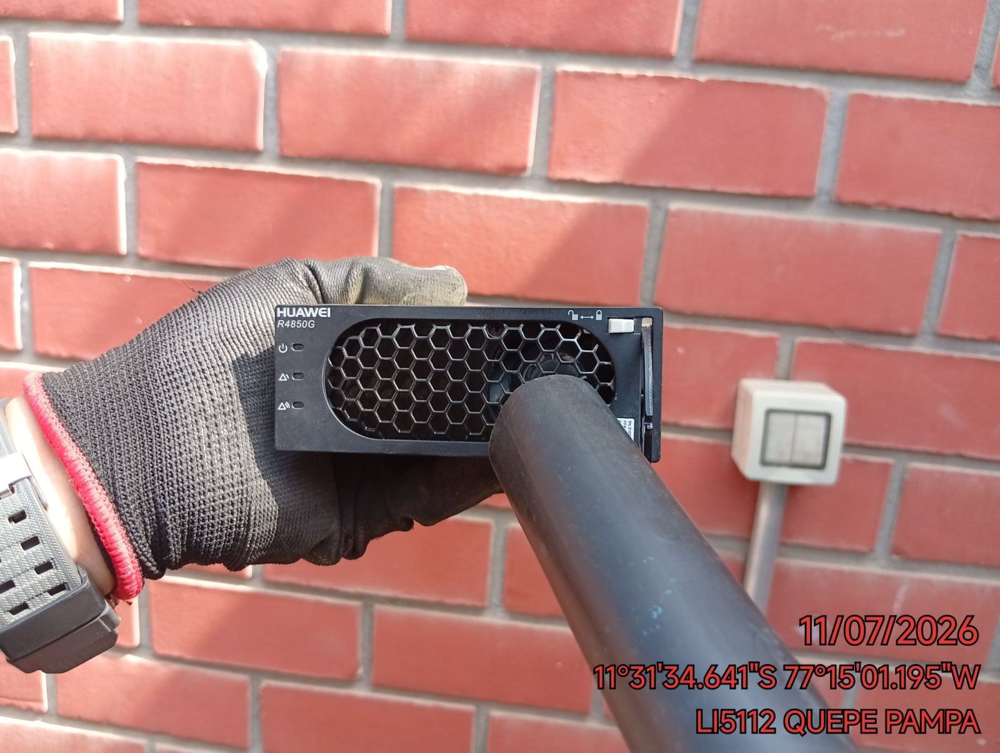 HUAWEI
R4850G
11/07/2026
11°31'34.641"S 77°15'01.195"W
LI5112 QUEPE PAMPA